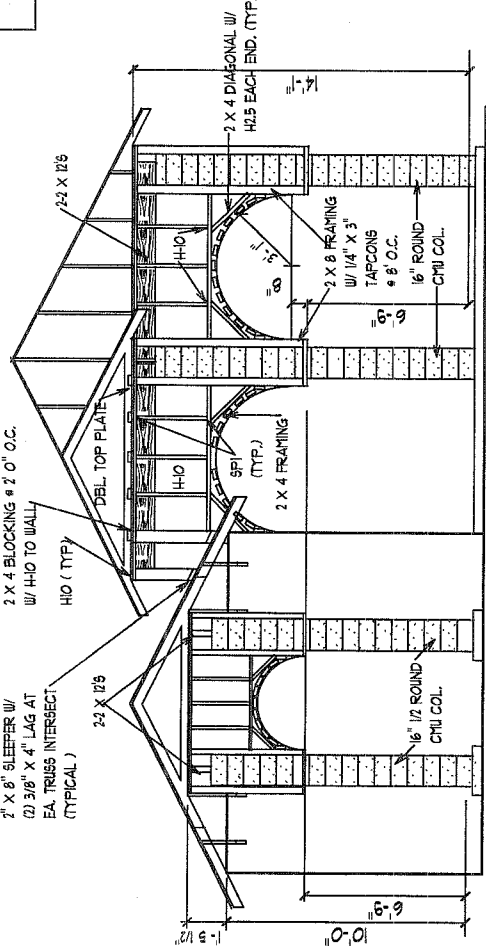 2" X 8" SLEEPER W/
(2) 3/8" X 4" LAG AT
EA. TRUSS INTERSECT
(TYPICAL )
2-2 X 12'S
2 X 4 BLOCKING @ 2' 0" O.C.
W/ H-10 TO WALL
H10 ( TYP.)
DBL. TOP PLATE
2-2 X 12'S
H-10
H-10
SP1
(TYP.)
2 X 4 FRAMING
2 X 4 DIAGONAL W/
H2.5 EACH END. (TYP.
3'-1"
8"
2 X 8 FRAMING
W/ 1/4" X 3"
TAPCONS
@ 8" O.C.
16" ROUND
CMU COL.
6'-9"
14'-1"
16" 1/2 ROUND
CMU COL.
1'-5 1/2"
10'-0"
6'-9"